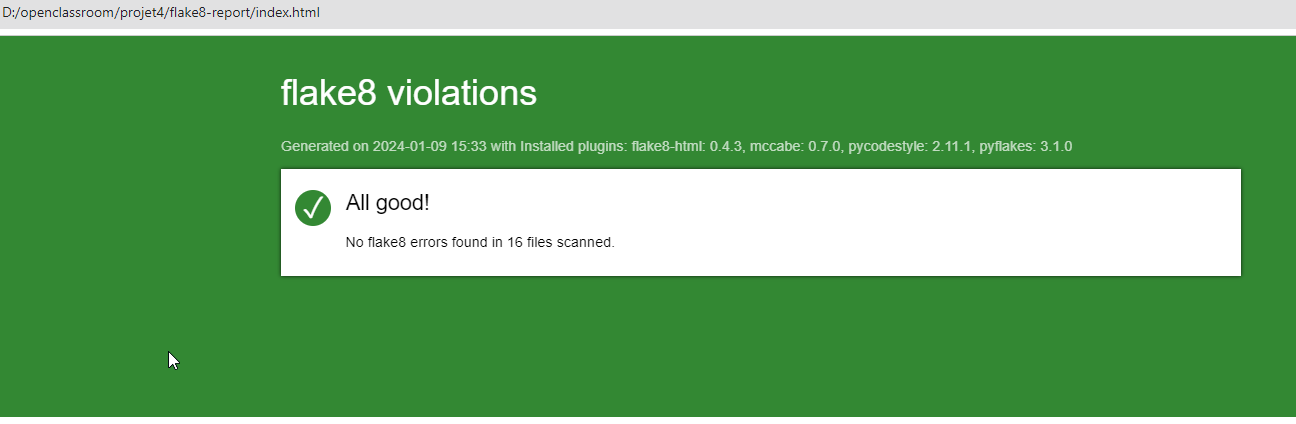 D:/openclassroom/projet4/flake8-report/index.html
flake8 violations
Generated on 2024-01-09 15:33 with Installed plugins: flake8-html: 0.4.3, mccabe: 0.7.0, pycodestyle: 2.11.1, pyflakes: 3.1.0
All good!
No flake8 errors found in 16 files scanned.